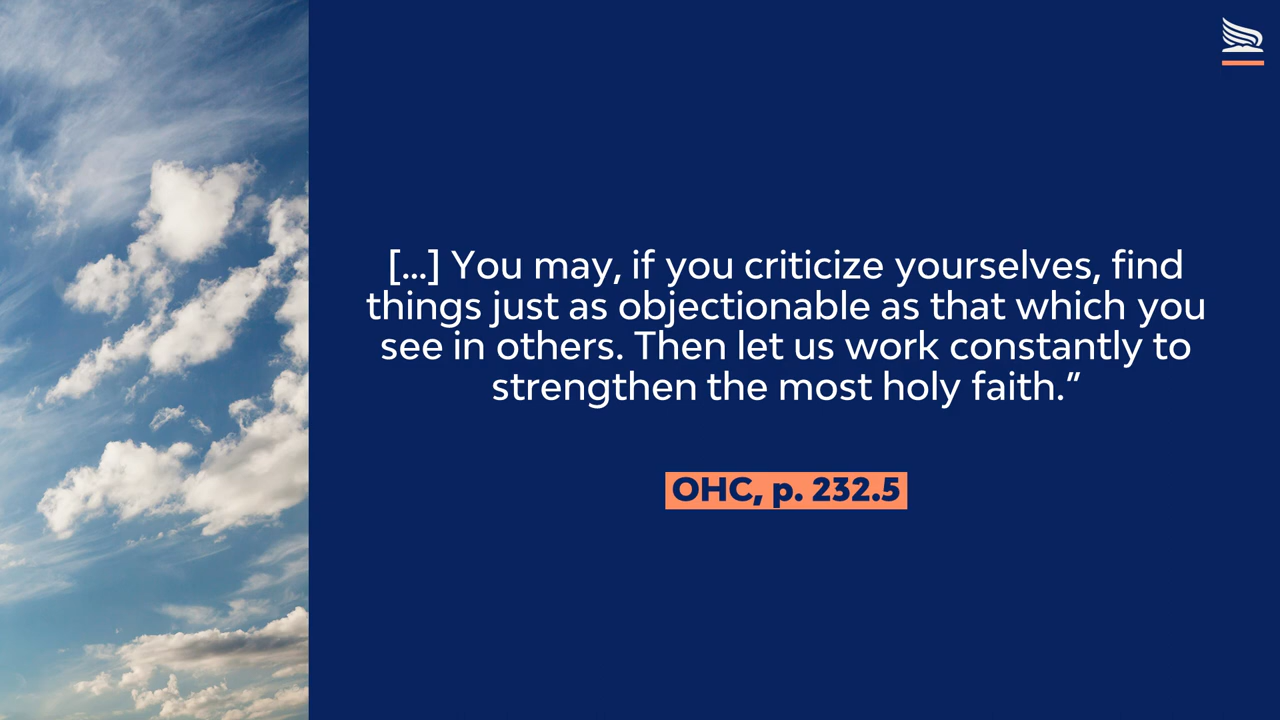 [...] You may, if you criticize yourselves, find
things just as objectionable as that which you
see in others. Then let us work constantly to
strengthen the most holy faith.”
OHC, p. 232.5